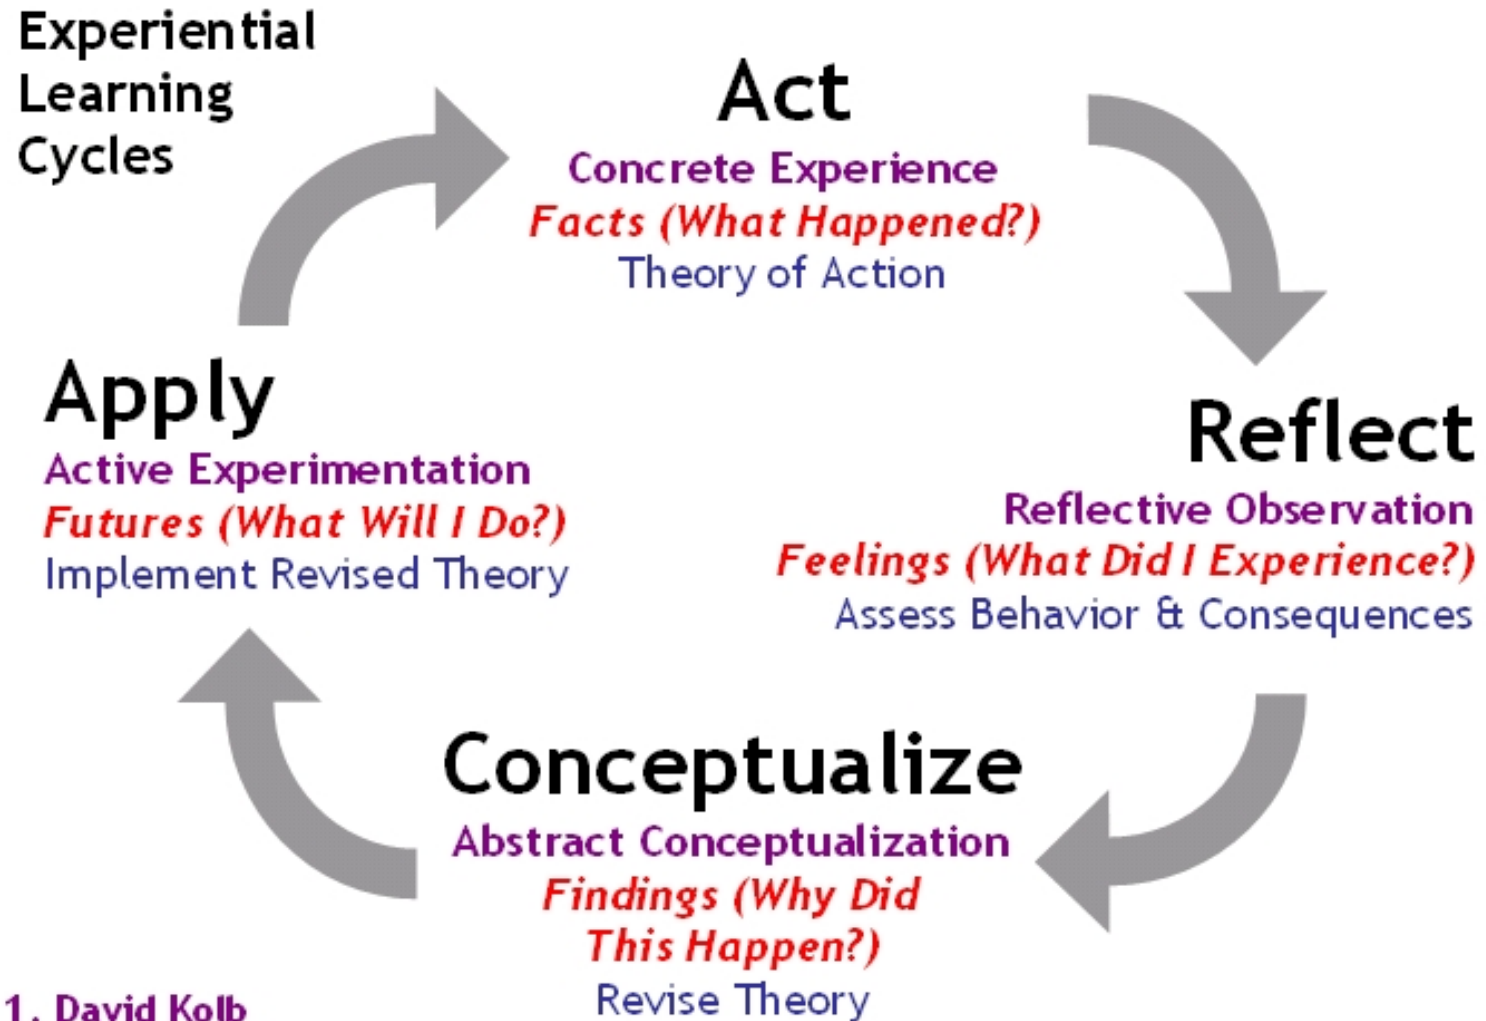 Experiential
Learning
Cycles
Act
Concrete Experience
Facts (What Happened?)
Theory of Action
Apply
Active Experimentation
Futures (What Will I Do?)
Implement Revised Theory
Reflect
Reflective Observation
Feelings (What Did I Experience?)
Assess Behavior & Consequences
Conceptualize
Abstract Conceptualization
Findings (Why Did
This Happen?)
Revise Theory
1. David Kolb